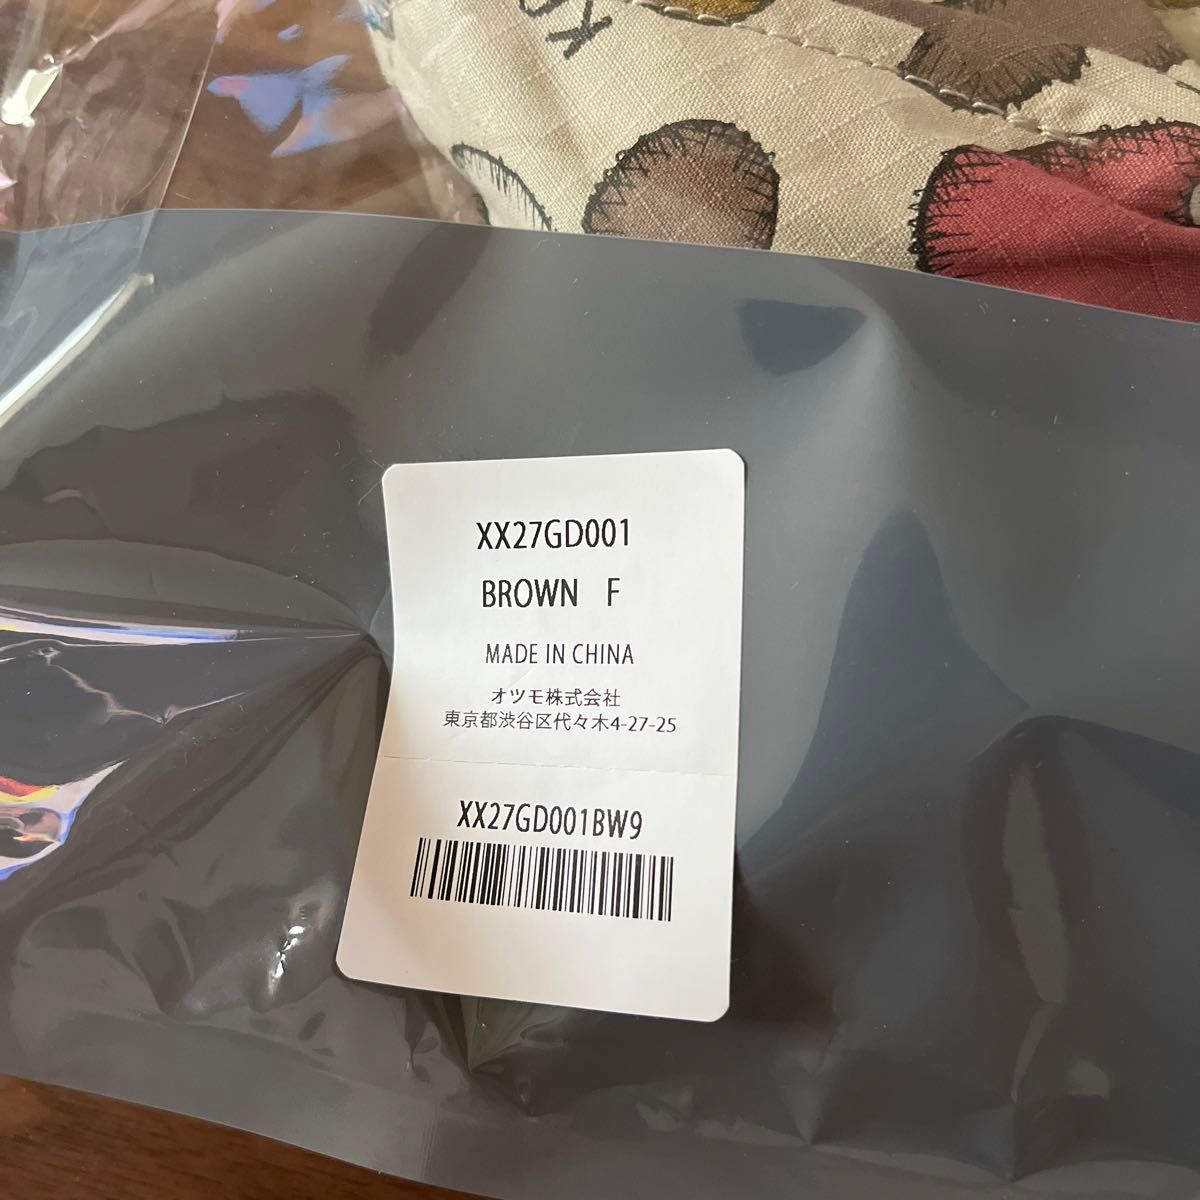 XX27GD001
BROWN F
MADE IN CHINA
オツモ株式会社
東京都渋谷区代々木4-27-25
XX27GD001BW9